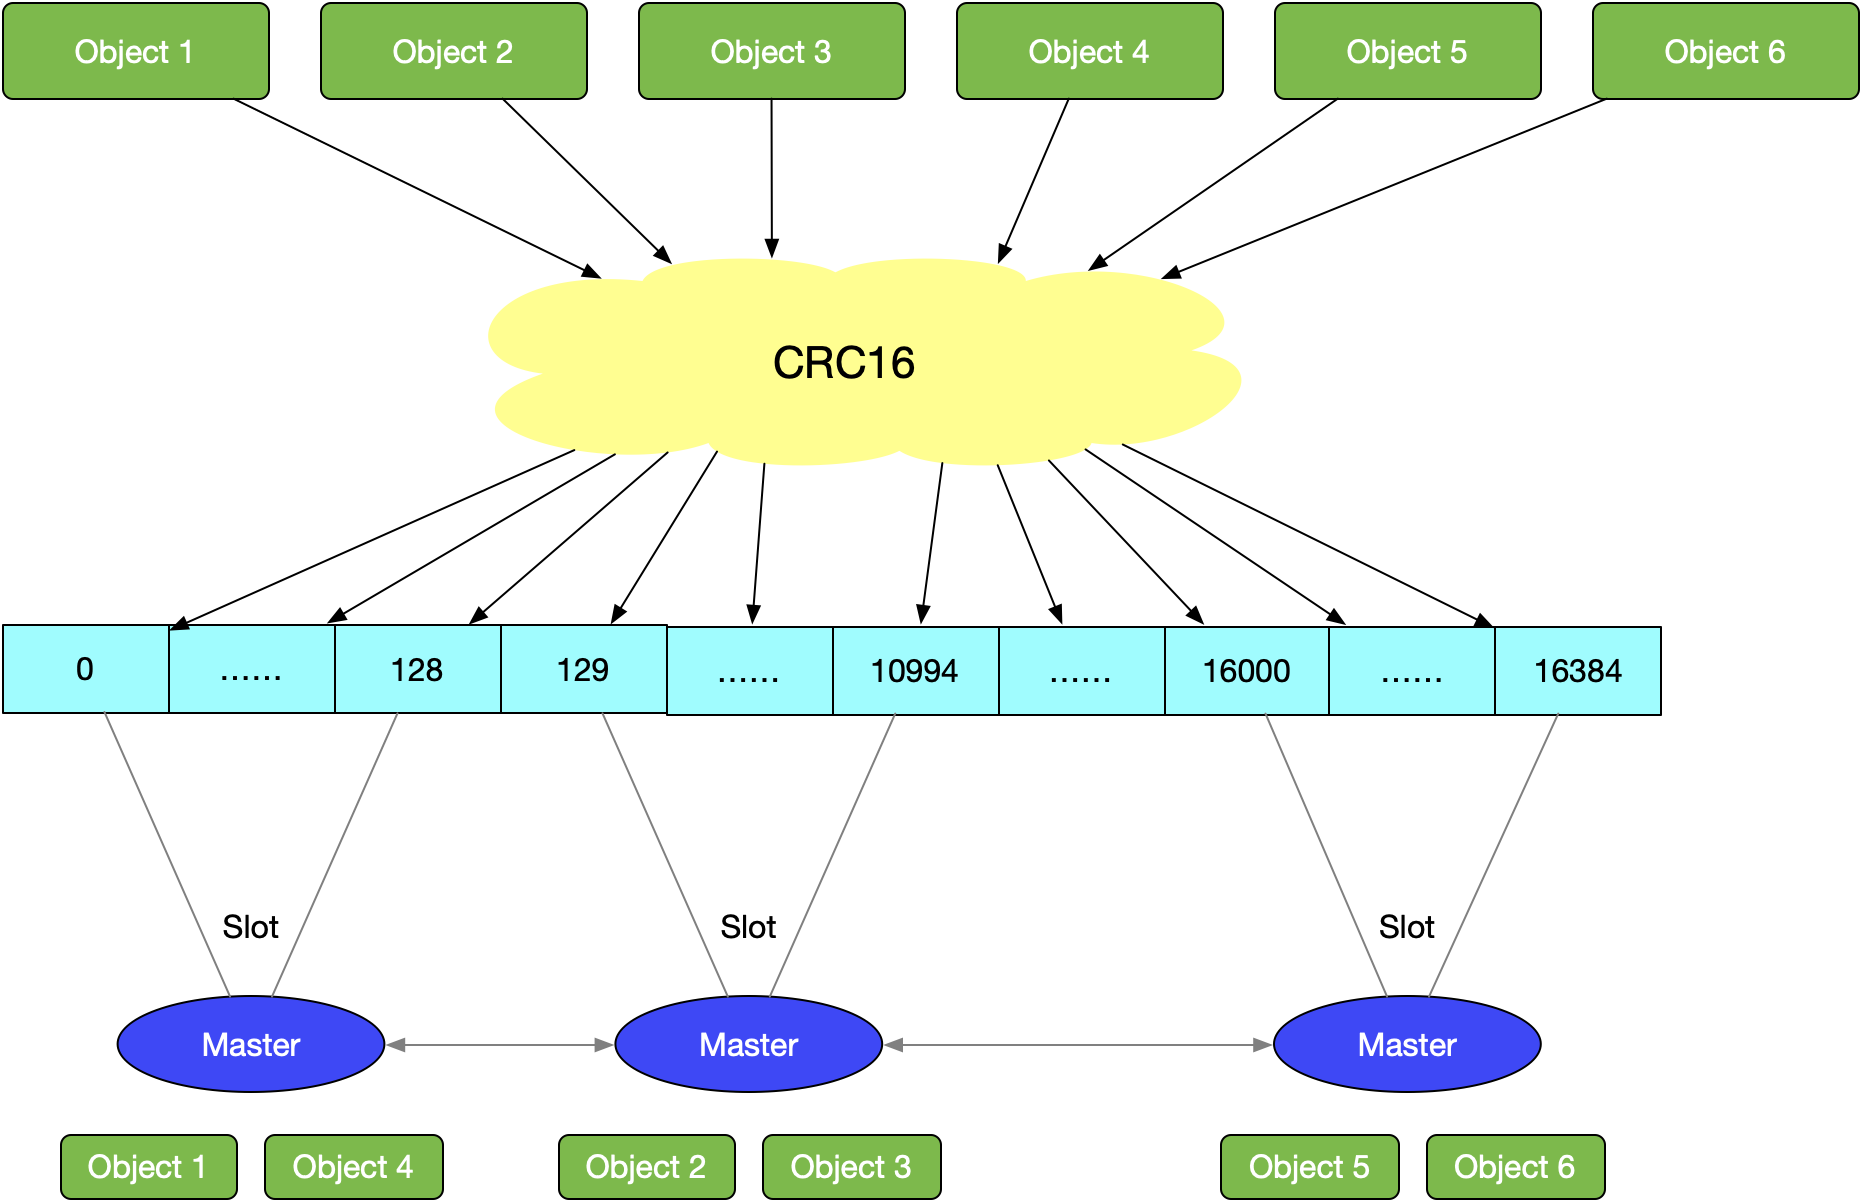 Object 1
Object 2
Object 3
Object 4
Object 5
Object 6
CRC16
0
......
128
129
......
10994
......
16000
......
16384
Slot
Slot
Slot
Master
Master
Master
Object 1
Object 4
Object 2
Object 3
Object 5
Object 6